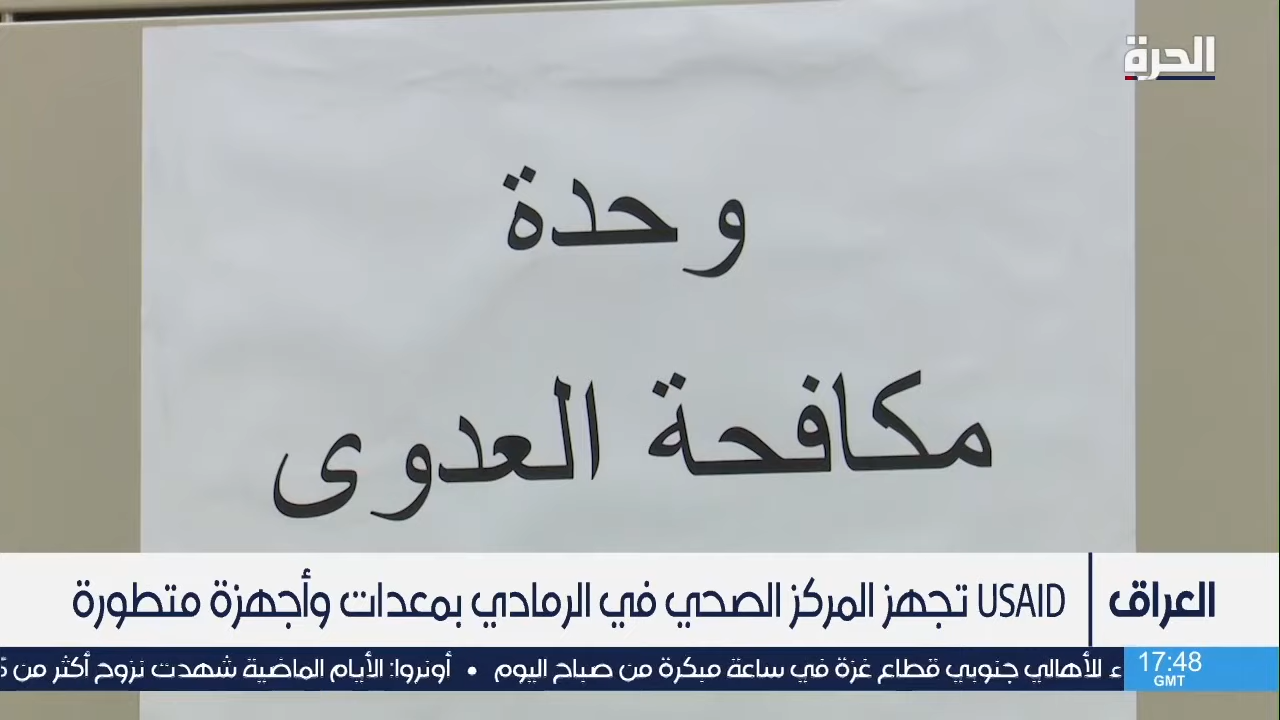 الحرة
وحدة
مكافحة العدوى
العراق
USAID تجهز المركز الصحي في الرمادي بمعدات وأجهزة متطورة
للأهالي جنوبي قطاع غزة في ساعة مبكرة من صباح اليوم • أونروا: الأيام الماضية شهدت نزوح أكثر من
17:48
GMT